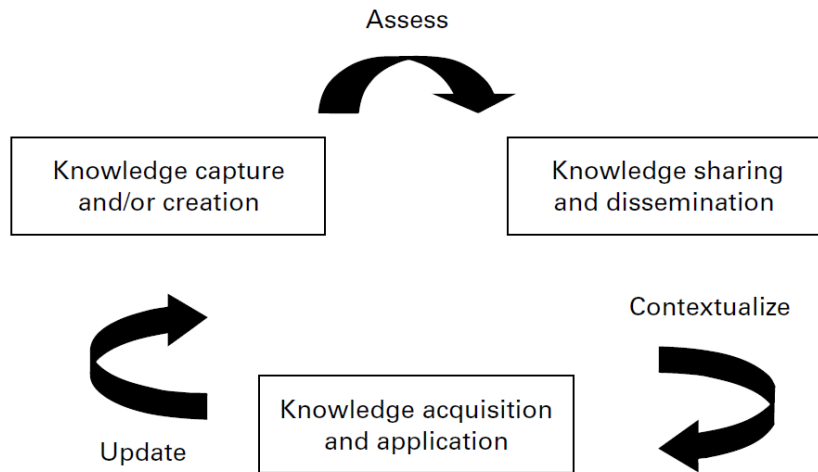 Assess
Knowledge capture
and/or creation
Knowledge sharing
and dissemination
Contextualize
Knowledge acquisition
and application
Update